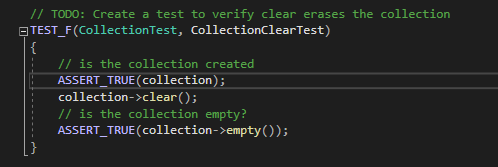 // TODO: Create a test to verify clear erases the collection
TEST_F(CollectionTest, CollectionClearTest)
{
// is the collection created
ASSERT_TRUE(collection);
collection->clear();
// is the collection empty?
ASSERT_TRUE(collection->empty());
}